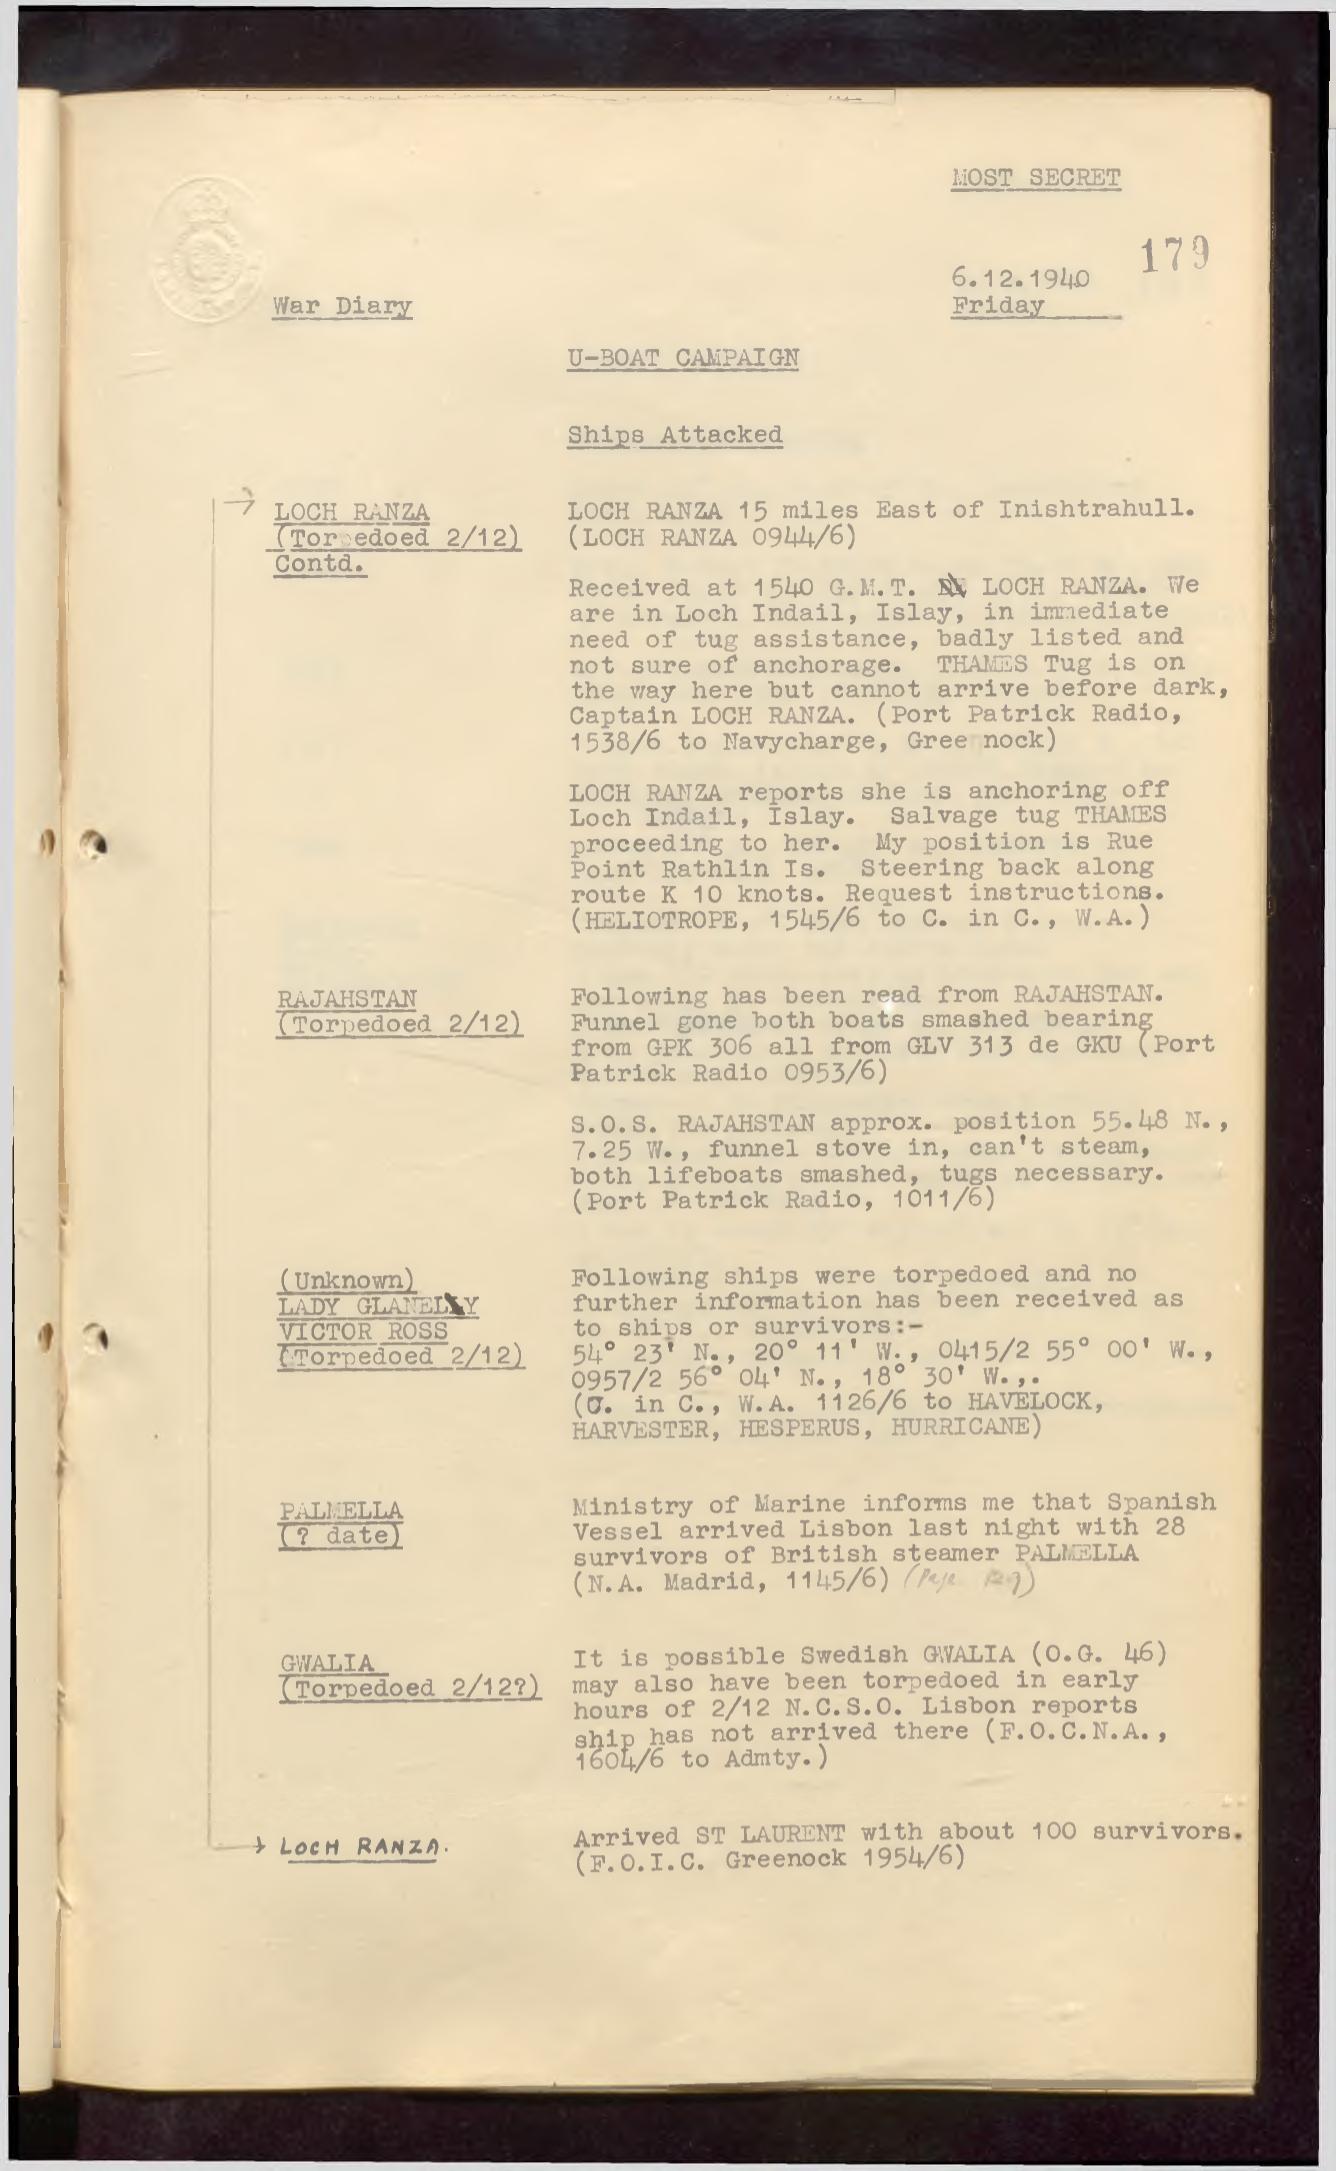 MOST SECRET
179
6.12.1940
War Diary
Friday
U-BOAT CAMPAIGN
Ships Attacked
LOCH RANZA
(Torpedoed 2/12)
Contd.
LOCH RANZA 15 miles East of Inishtrahull.
(LOCH RANZA 0944/6)
Received at 1540 G.M.T. LOCH RANZA. We
are in Loch Indail, Islay, in immediate
need of tug assistance, badly listed and
not sure of anchorage. THAMES Tug is on
the way here but cannot arrive before dark,
Captain LOCH RANZA. (Port Patrick Radio,
1538/6 to Navycharge, Gree nock)
LOCH RANZA reports she is anchoring off
Loch Indail, Islay. Salvage tug THAMES
proceeding to her. My position is Rue
Point Rathlin Is. Steering back along
route K 10 knots. Request instructions.
(HELIOTROPE, 1545/6 to C. in C., W.A.)
RAJAHSTAN
(Torpedoed 2/12)
Following has been read from RAJAHSTAN.
Funnel gone both boats smashed bearing
from GPK 306 all from GLV 313 de GKU (Port
Patrick Radio 0953/6)
S.O.S. RAJAHSTAN approx. position 55.48 N.,
7.25 W., funnel stove in, can't steam,
both lifeboats smashed, tugs necessary.
(Port Patrick Radio, 1011/6)
(Unknown)
LADY GLANELLY
VICTOR ROSS
(Torpedoed 2/12)
Following ships were torpedoed and no
further information has been received as
to ships or survivors:-
54° 23' N., 20° 11' W., 0415/2 55° 00' W.,
0957/2 56° 04' N., 18° 30' W.,.
(C. in C., W.A. 1126/6 to HAVELOCK,
HARVESTER, HESPERUS, HURRICANE)
PALMELLA
(? date)
Ministry of Marine informs me that Spanish
Vessel arrived Lisbon last night with 28
survivors of British steamer PALMELLA
(N.A. Madrid, 1145/6) (Page 129)
GWALIA
(Torpedoed 2/12?)
It is possible Swedish GWALIA (O.G. 46)
may also have been torpedoed in early
hours of 2/12 N.C.S.O. Lisbon reports
ship has not arrived there (F.O.C.N.A.,
1604/6 to Admty.)
LOCH RANZA.
Arrived ST LAURENT with about 100 survivors.
(F.O.I.C. Greenock 1954/6)